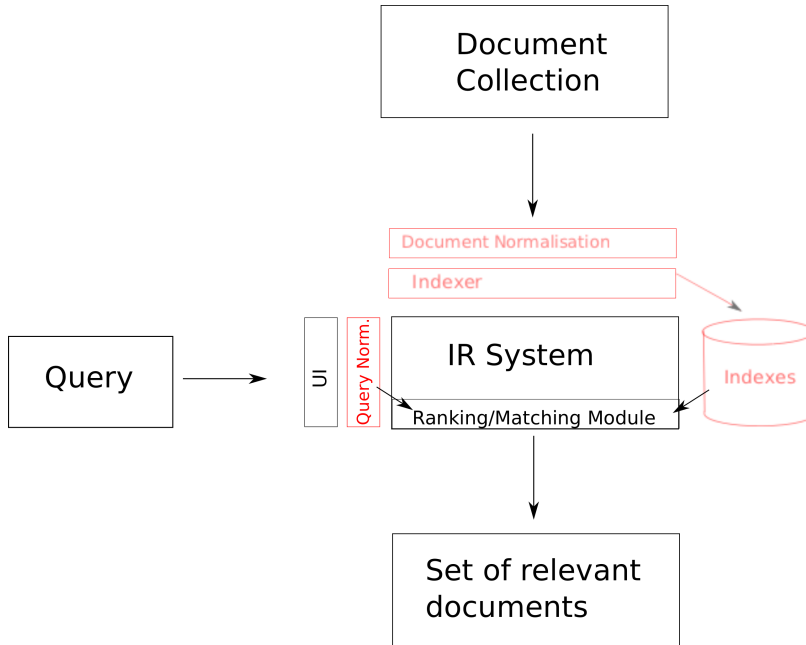 Document
Collection
Document Normalisation
Indexer
Query
UI
Query Norm.
IR System
Ranking/Matching Module
Indexes
Set of relevant
documents